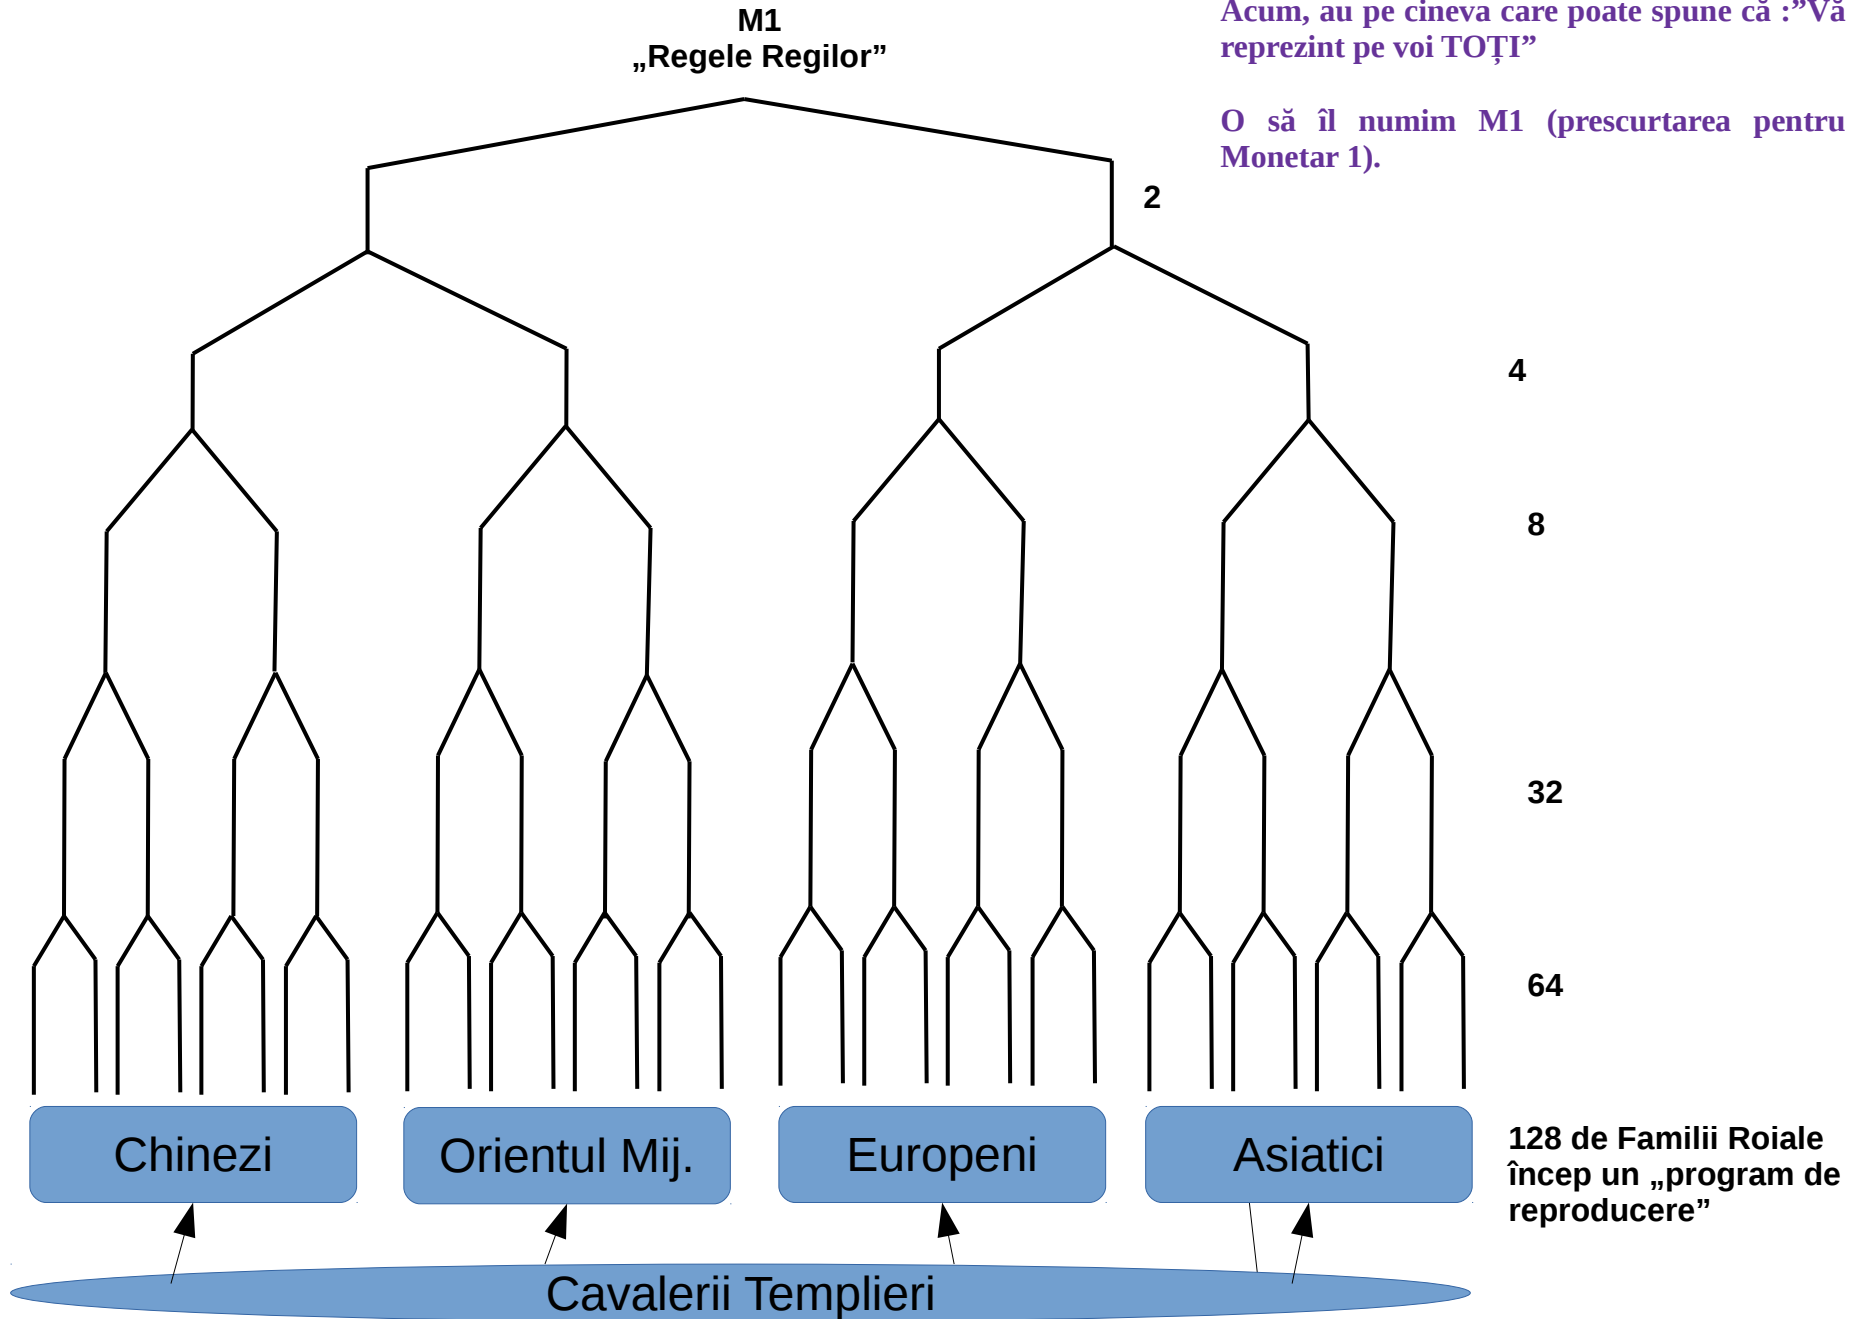 M1
„Regele Regilor”
Acum, au pe cineva care poate spune că :”Vă
reprezint pe voi TOȚI”
O să îl numim M1 (prescurtarea pentru
Monetar 1).
2
4
8
32
64
Chinezi
Orientul Mij.
Europeni
Asiatici
128 de Familii Roiale
încep un „program de
reproducere”
Cavalerii Templieri